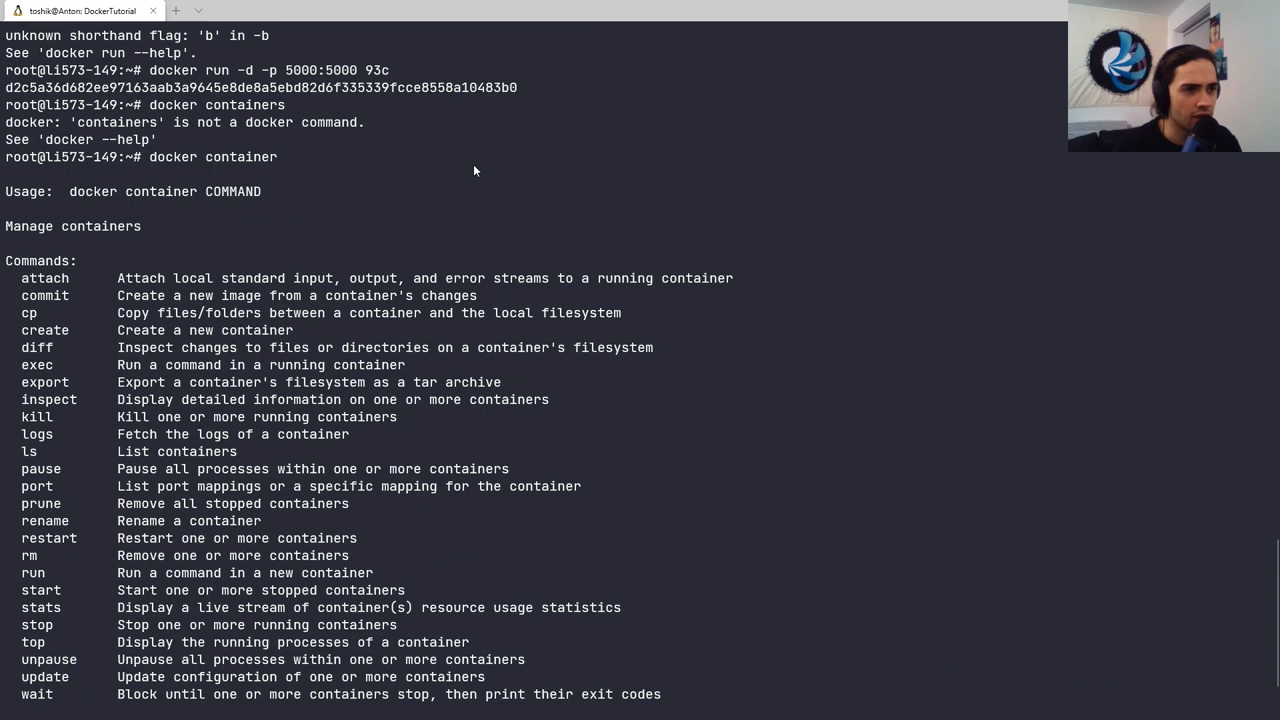 toshik@Anton: DockerTutorial
unknown shorthand flag: 'b' in -b
See 'docker run --help'.
root@li573-149:~# docker run -d -p 5000:5000 93c
d2c5a36d682ee97163aab3a9645e8de8a5ebd82d6f335339fcce8558a10483b0
root@li573-149:~# docker containers
docker: 'containers' is not a docker command.
See 'docker --help'
root@li573-149:~# docker container
Usage:  docker container COMMAND
Manage containers
Commands:
attach      Attach local standard input, output, and error streams to a running container
commit      Create a new image from a container's changes
cp          Copy files/folders between a container and the local filesystem
create      Create a new container
diff        Inspect changes to files or directories on a container's filesystem
exec        Run a command in a running container
export      Export a container's filesystem as a tar archive
inspect     Display detailed information on one or more containers
kill        Kill one or more running containers
logs        Fetch the logs of a container
ls          List containers
pause       Pause all processes within one or more containers
port        List port mappings or a specific mapping for the container
prune       Remove all stopped containers
rename      Rename a container
restart     Restart one or more containers
rm          Remove one or more containers
run         Run a command in a new container
start       Start one or more stopped containers
stats       Display a live stream of container(s) resource usage statistics
stop        Stop one or more running containers
top         Display the running processes of a container
unpause     Unpause all processes within one or more containers
update      Update configuration of one or more containers
wait        Block until one or more containers stop, then print their exit codes